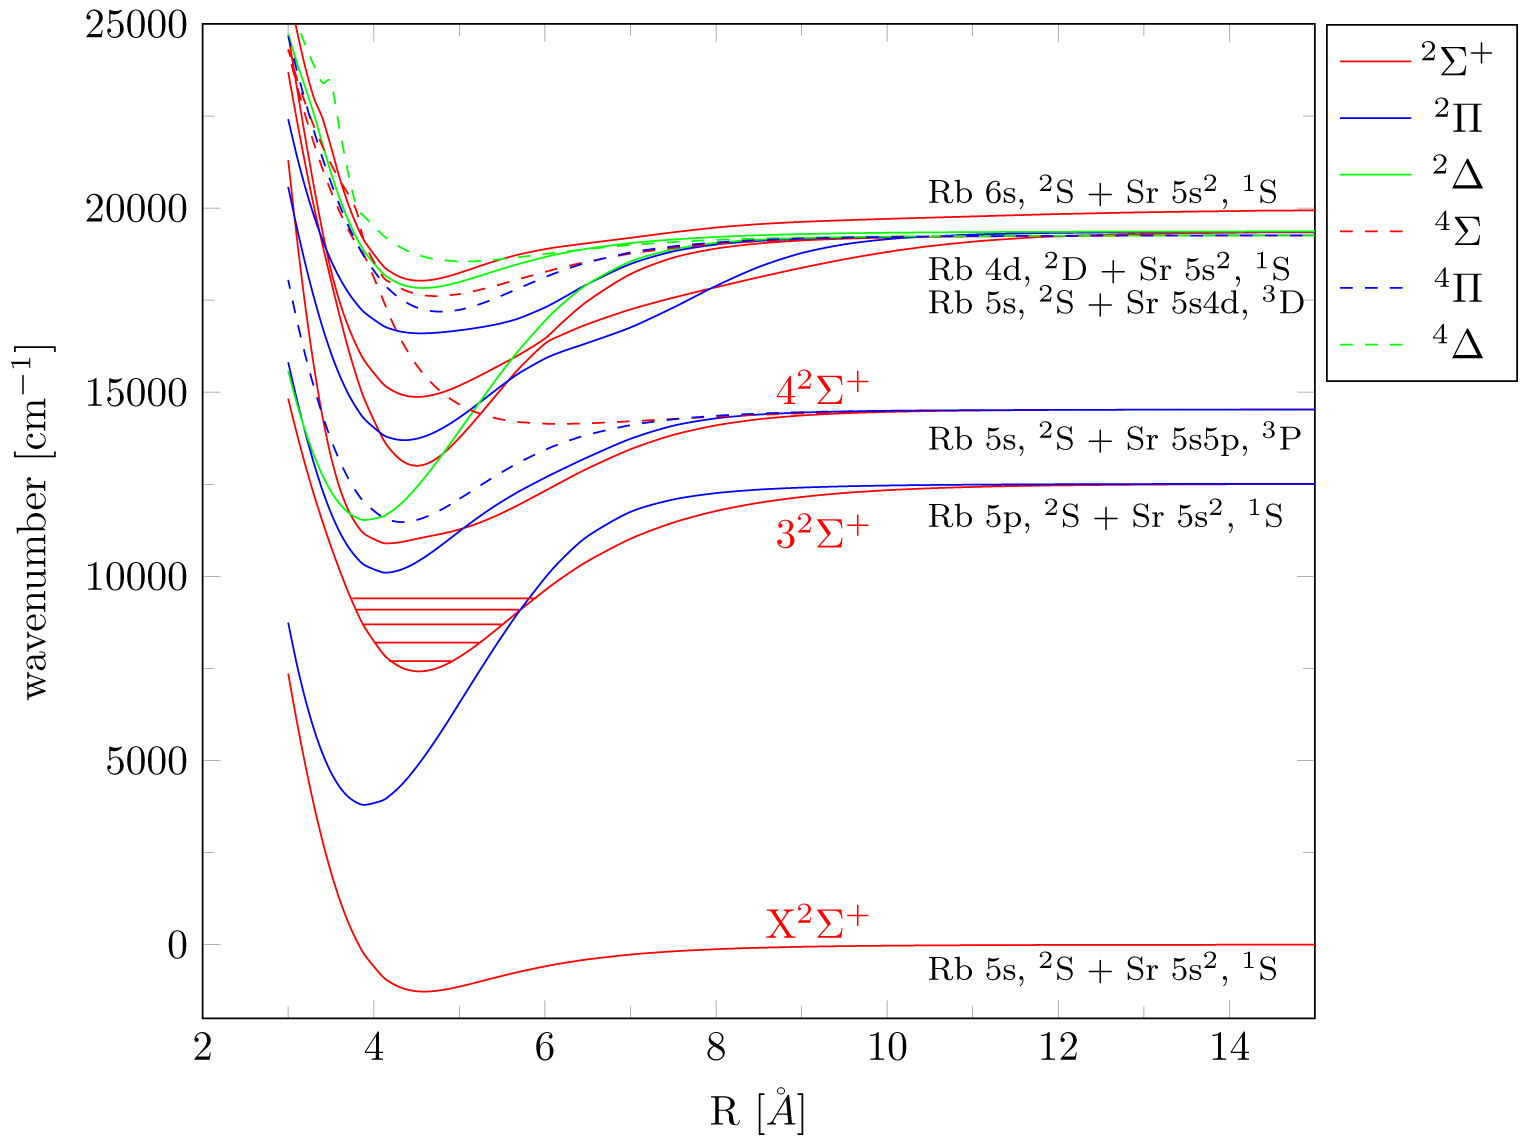 25000
20000
15000
10000
5000
0
wavenumber [cm⁻¹]
2 4 6 8 10 12 14
R [Å]
Rb 6s, ²S + Sr 5s², ¹S
Rb 4d, ²D + Sr 5s², ¹S
Rb 5s, ²S + Sr 5s4d, ³D
4²Σ⁺
Rb 5s, ²S + Sr 5s5p, ³P
Rb 5p, ²S + Sr 5s², ¹S
3²Σ⁺
X²Σ⁺
Rb 5s, ²S + Sr 5s², ¹S
²Σ⁺
²Π
²Δ
⁴Σ
⁴Π
⁴Δ